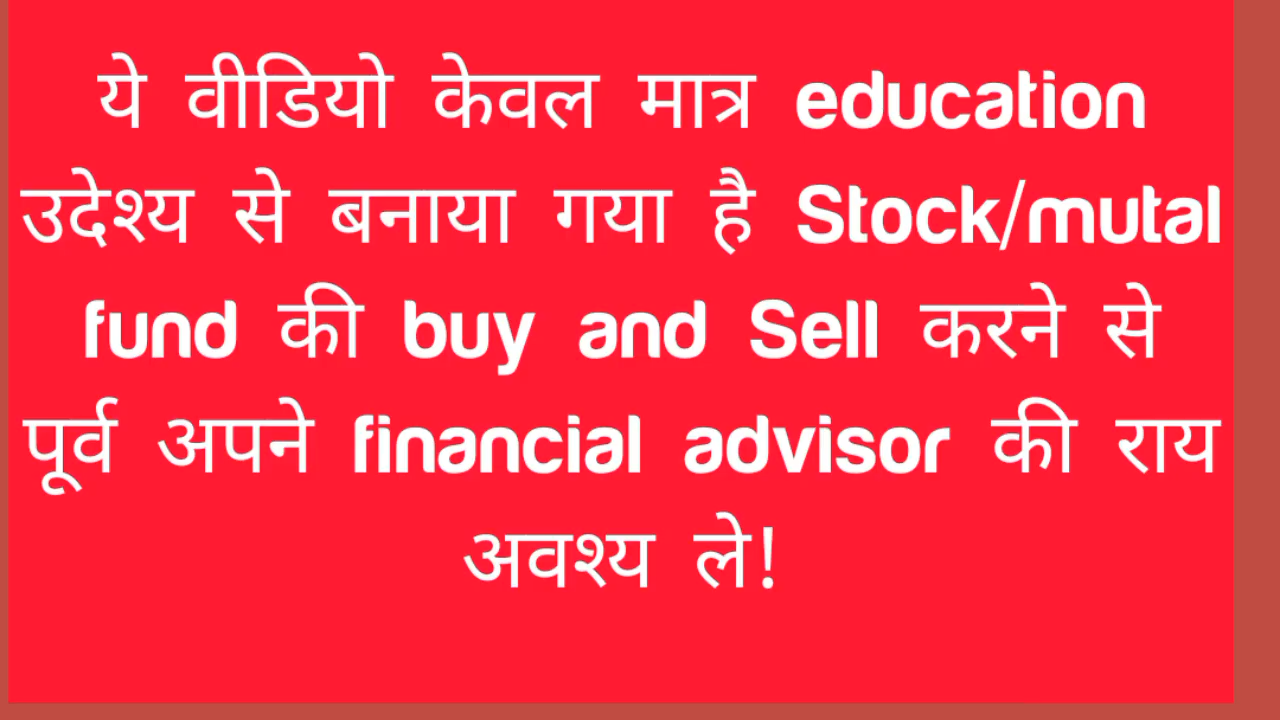 ये वीडियो केवल मात्र education
उदेश्य से बनाया गया है Stock/mutal
fund की buy and Sell करने से
पूर्व अपने financial advisor की राय
अवश्य ले!